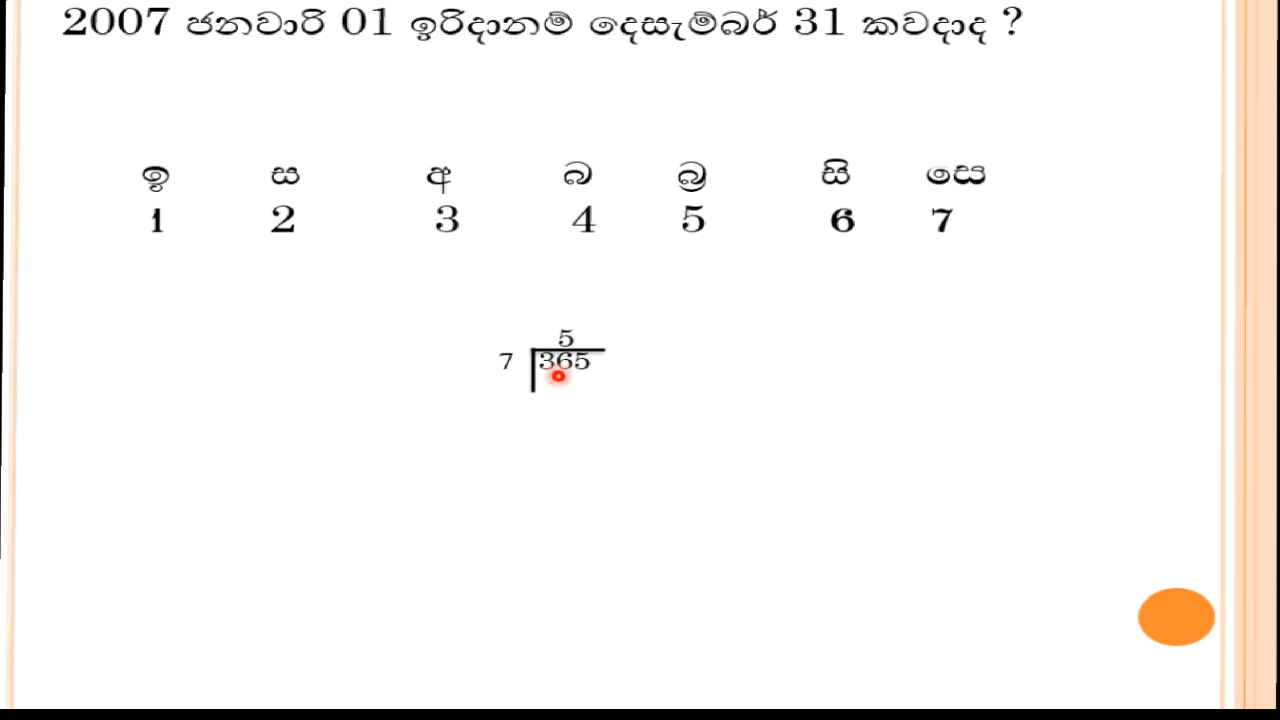 2007 ජනවාරි 01 ඉරිදානම් දෙසැම්බර් 31 කවදාද ?
ඉ ස අ බ බ්‍ර සි සෙ
1 2 3 4 5 6 7
5
7 365